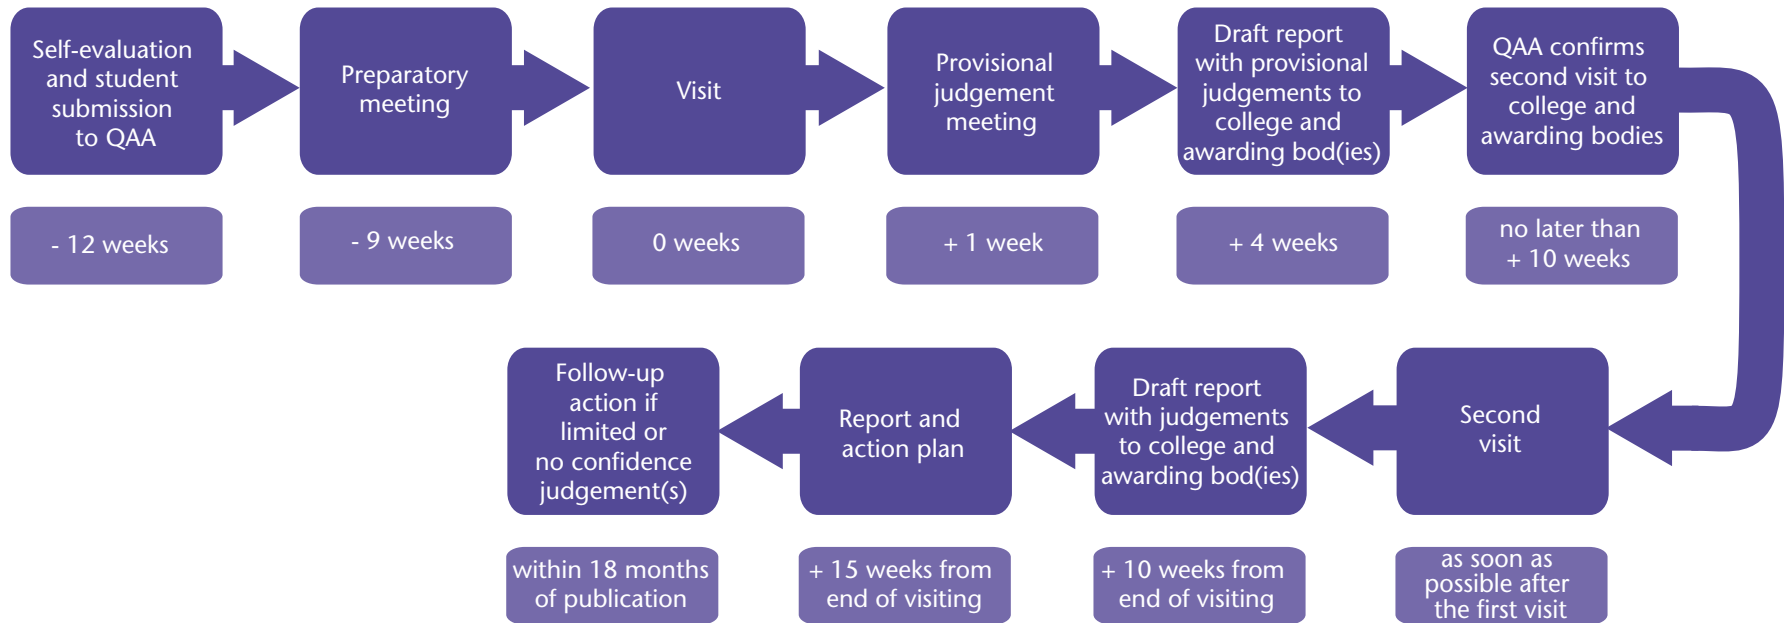 Self-evaluation
and student
submission
to QAA
Preparatory
meeting
Visit
Provisional
judgement
meeting
Draft report
with provisional
judgements to
college and
awarding bod(ies)
QAA confirms
second visit to
college and
awarding bodies
- 12 weeks
- 9 weeks
0 weeks
+ 1 week
+ 4 weeks
no later than
+ 10 weeks
Follow-up
action if
limited or
no confidence
judgement(s)
Report and
action plan
Draft report
with judgements
to college and
awarding bod(ies)
Second
visit
within 18 months
of publication
+ 15 weeks from
end of visiting
+ 10 weeks from
end of visiting
as soon as
possible after
the first visit